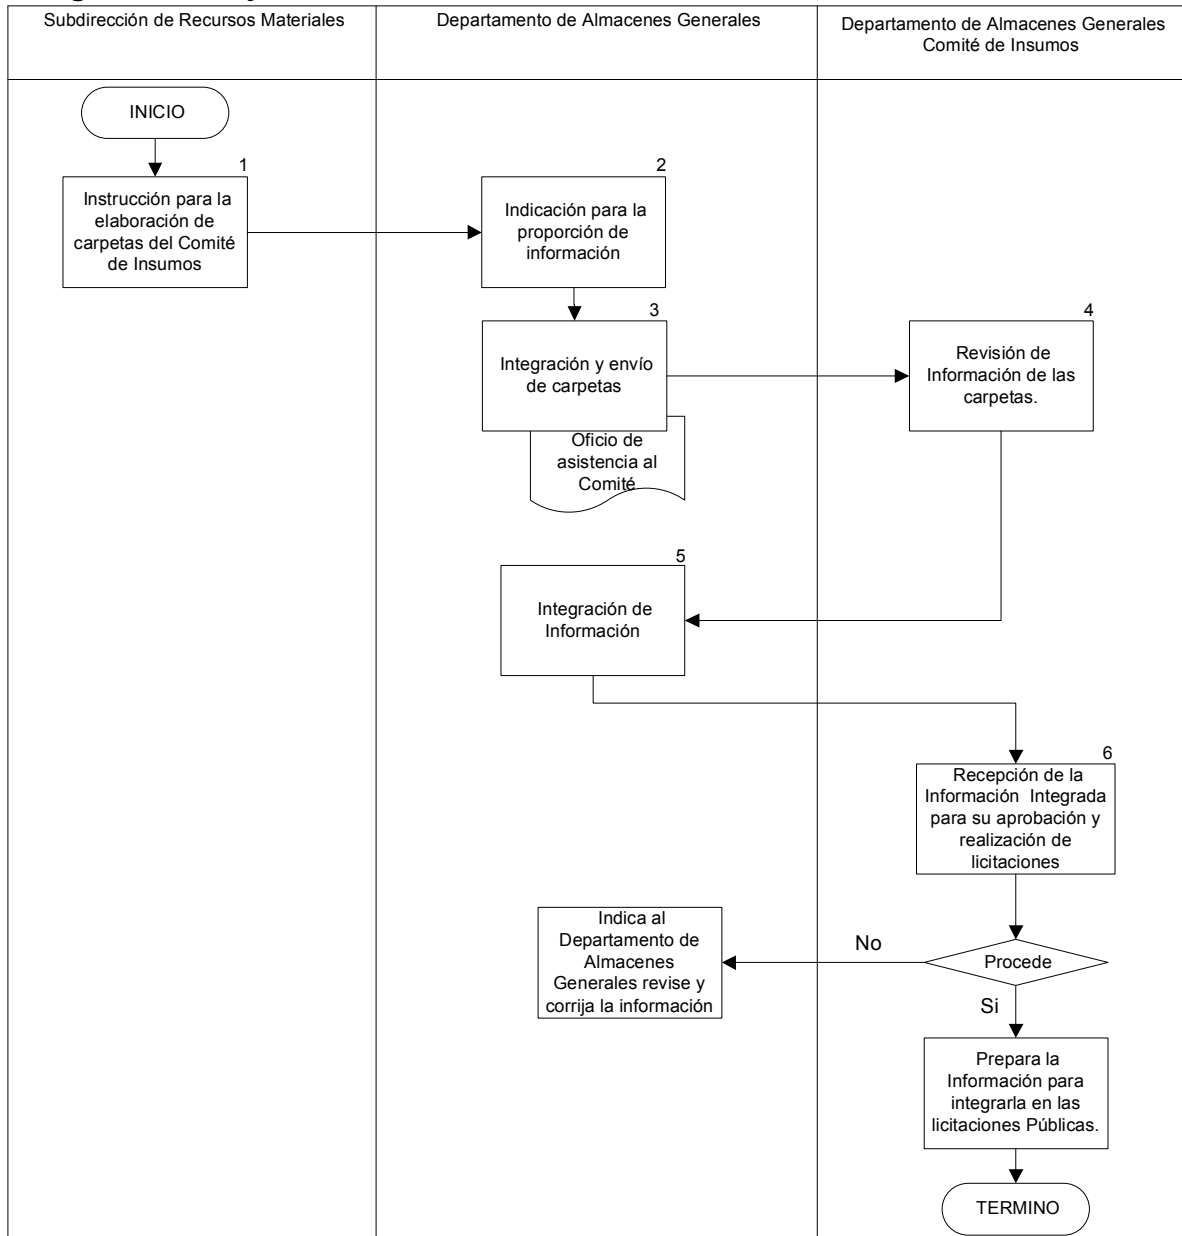 Subdirección de Recursos Materiales
Departamento de Almacenes Generales
Departamento de Almacenes Generales
Comité de Insumos
INICIO
1
Instrucción para la
elaboración de
carpetas del Comité
de Insumos
2
Indicación para la
proporción de
información
3
Integración y envío
de carpetas
Oficio de
asistencia al
Comité
4
Revisión de
Información de las
carpetas.
5
Integración de
Información
6
Recepción de la
Información Integrada
para su aprobación y
realización de
licitaciones
Procede
No
Indica al
Departamento de
Almacenes
Generales revise y
corrija la información
Si
Prepara la
Información para
integrarla en las
licitaciones Públicas.
TERMINO